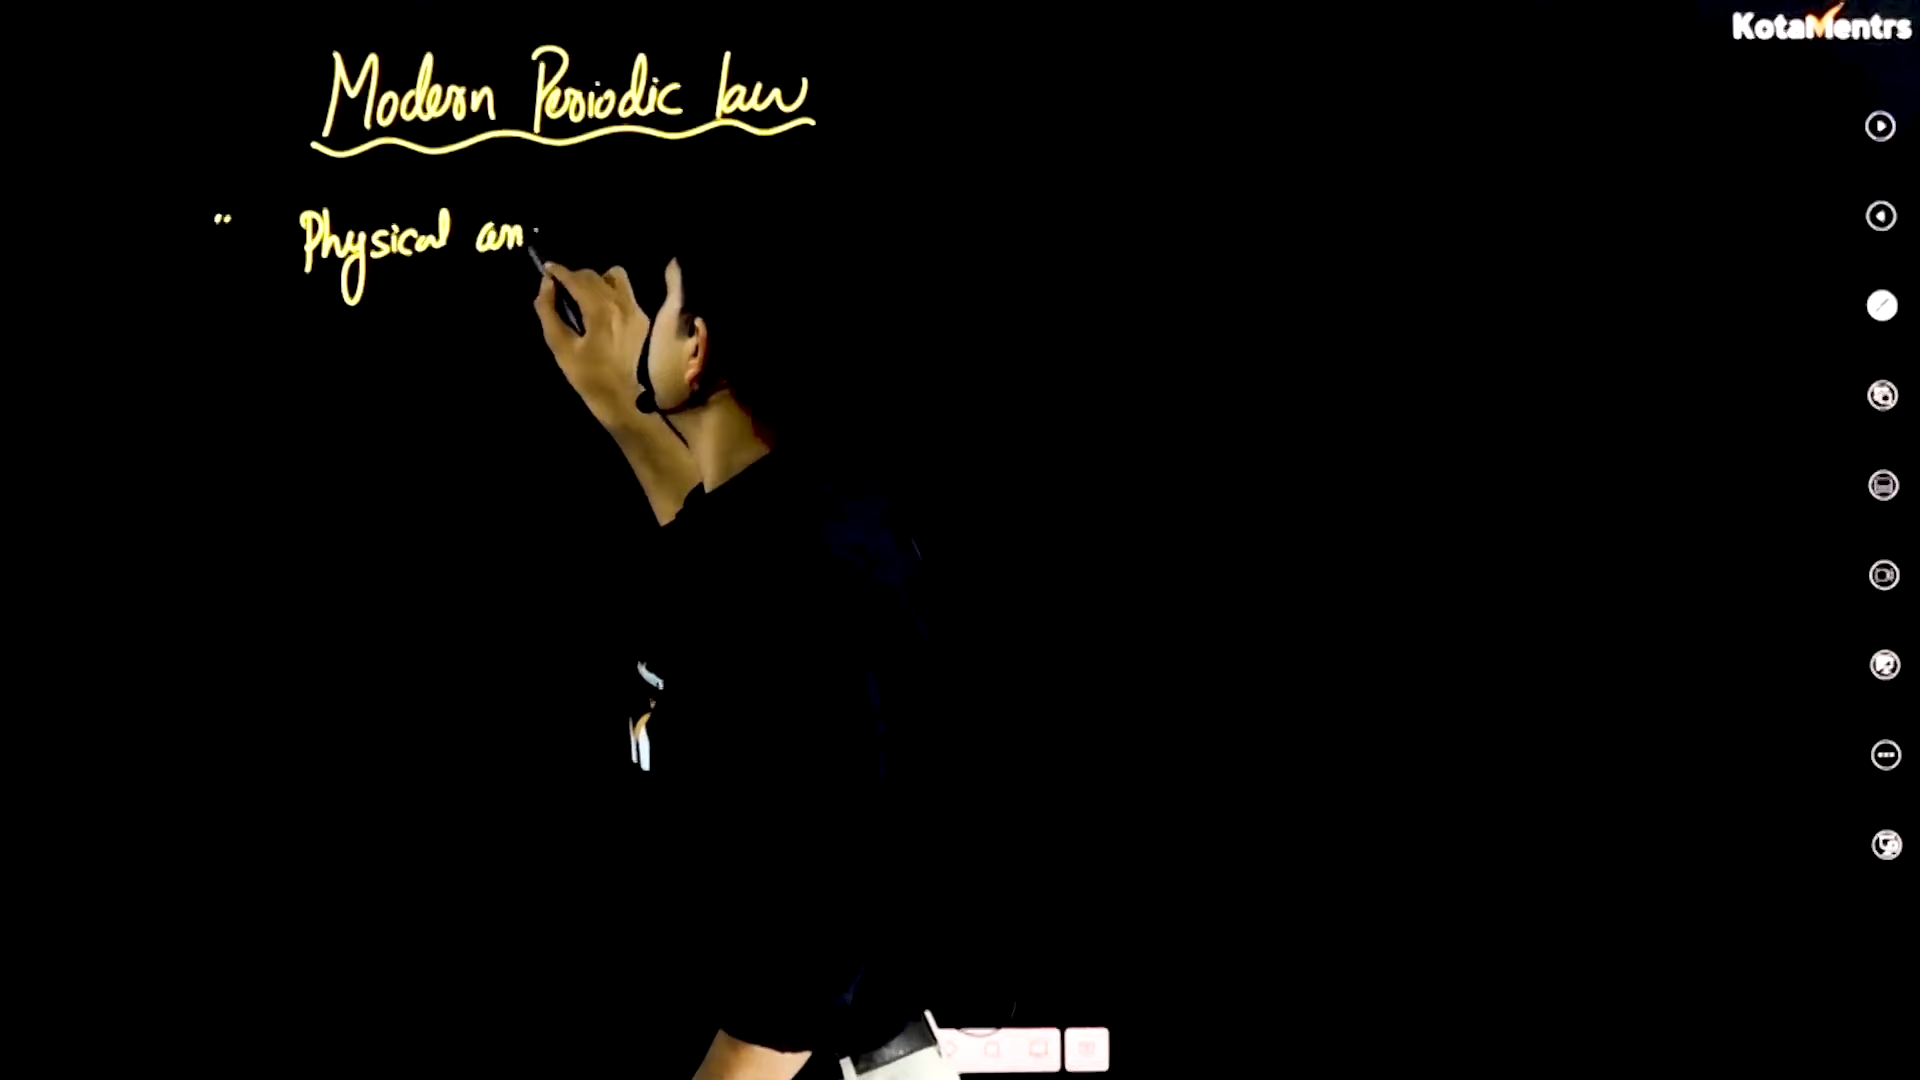 KotaMentrs
Modern Periodic law
" Physical an